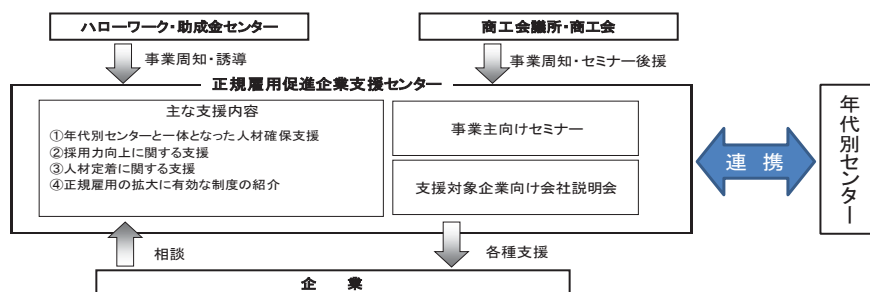 ハローワーク・助成金センター
商工会議所・商工会
事業周知・誘導
事業周知・セミナー後援
正規雇用促進企業支援センター
主な支援内容
①年代別センターと一体となった人材確保支援
②採用力向上に関する支援
③人材定着に関する支援
④正規雇用の拡大に有効な制度の紹介
事業主向けセミナー
支援対象企業向け会社説明会
連 携
年代別センター
相談
各種支援
企 業